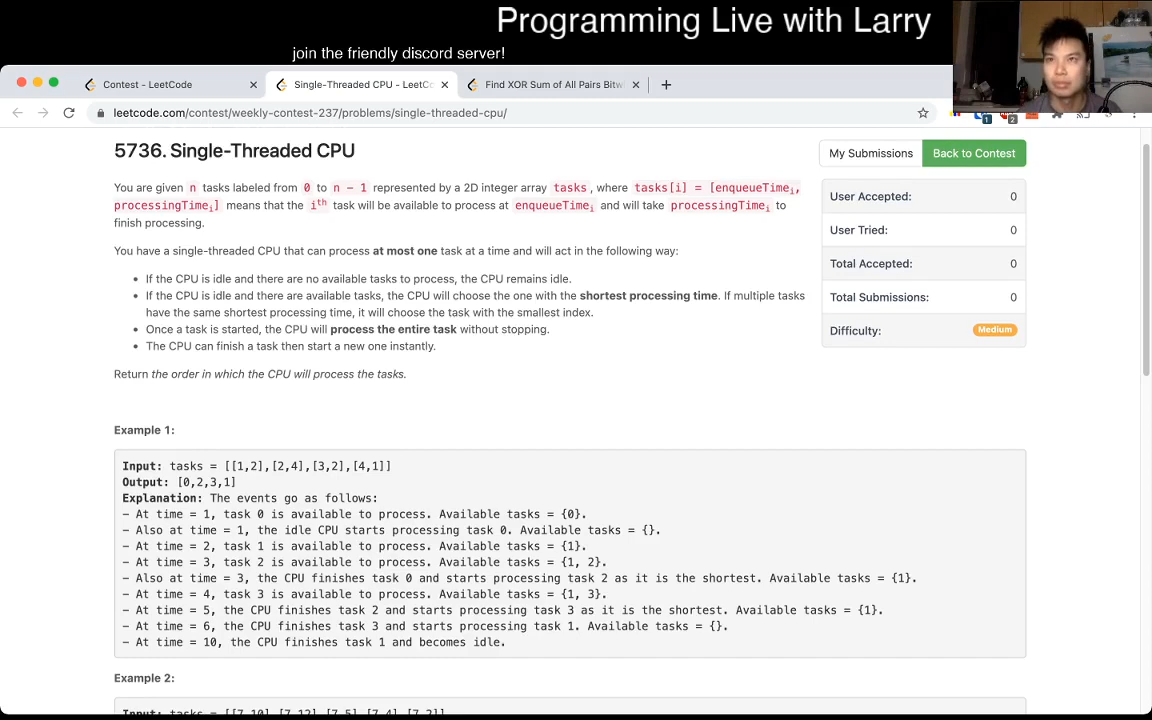 Programming Live with Larry
join the friendly discord server!
Contest - LeetCode
Single-Threaded CPU - LeetCo
Find XOR Sum of All Pairs Bitw
leetcode.com/contest/weekly-contest-237/problems/single-threaded-cpu/
5736. Single-Threaded CPU
My Submissions
Back to Contest
You are given n tasks labeled from 0 to n - 1 represented by a 2D integer array tasks, where tasks[i] = [enqueueTimei,
processingTimei] means that the ith task will be available to process at enqueueTimei and will take processingTimei to
finish processing.
You have a single-threaded CPU that can process at most one task at a time and will act in the following way:
• If the CPU is idle and there are no available tasks to process, the CPU remains idle.
• If the CPU is idle and there are available tasks, the CPU will choose the one with the shortest processing time. If multiple tasks
have the same shortest processing time, it will choose the task with the smallest index.
• Once a task is started, the CPU will process the entire task without stopping.
• The CPU can finish a task then start a new one instantly.
Return the order in which the CPU will process the tasks.
User Accepted: 0
User Tried: 0
Total Accepted: 0
Total Submissions: 0
Difficulty: Medium
Example 1:
Input: tasks = [[1,2],[2,4],[3,2],[4,1]]
Output: [0,2,3,1]
Explanation: The events go as follows:
- At time = 1, task 0 is available to process. Available tasks = {0}.
- Also at time = 1, the idle CPU starts processing task 0. Available tasks = {}.
- At time = 2, task 1 is available to process. Available tasks = {1}.
- At time = 3, task 2 is available to process. Available tasks = {1, 2}.
- Also at time = 3, the CPU finishes task 0 and starts processing task 2 as it is the shortest. Available tasks = {1}.
- At time = 4, task 3 is available to process. Available tasks = {1, 3}.
- At time = 5, the CPU finishes task 2 and starts processing task 3 as it is the shortest. Available tasks = {1}.
- At time = 6, the CPU finishes task 3 and starts processing task 1. Available tasks = {}.
- At time = 10, the CPU finishes task 1 and becomes idle.
Example 2:
Input: tasks = [[7,10],[7,12],[7,5],[7,4],[7,2]]